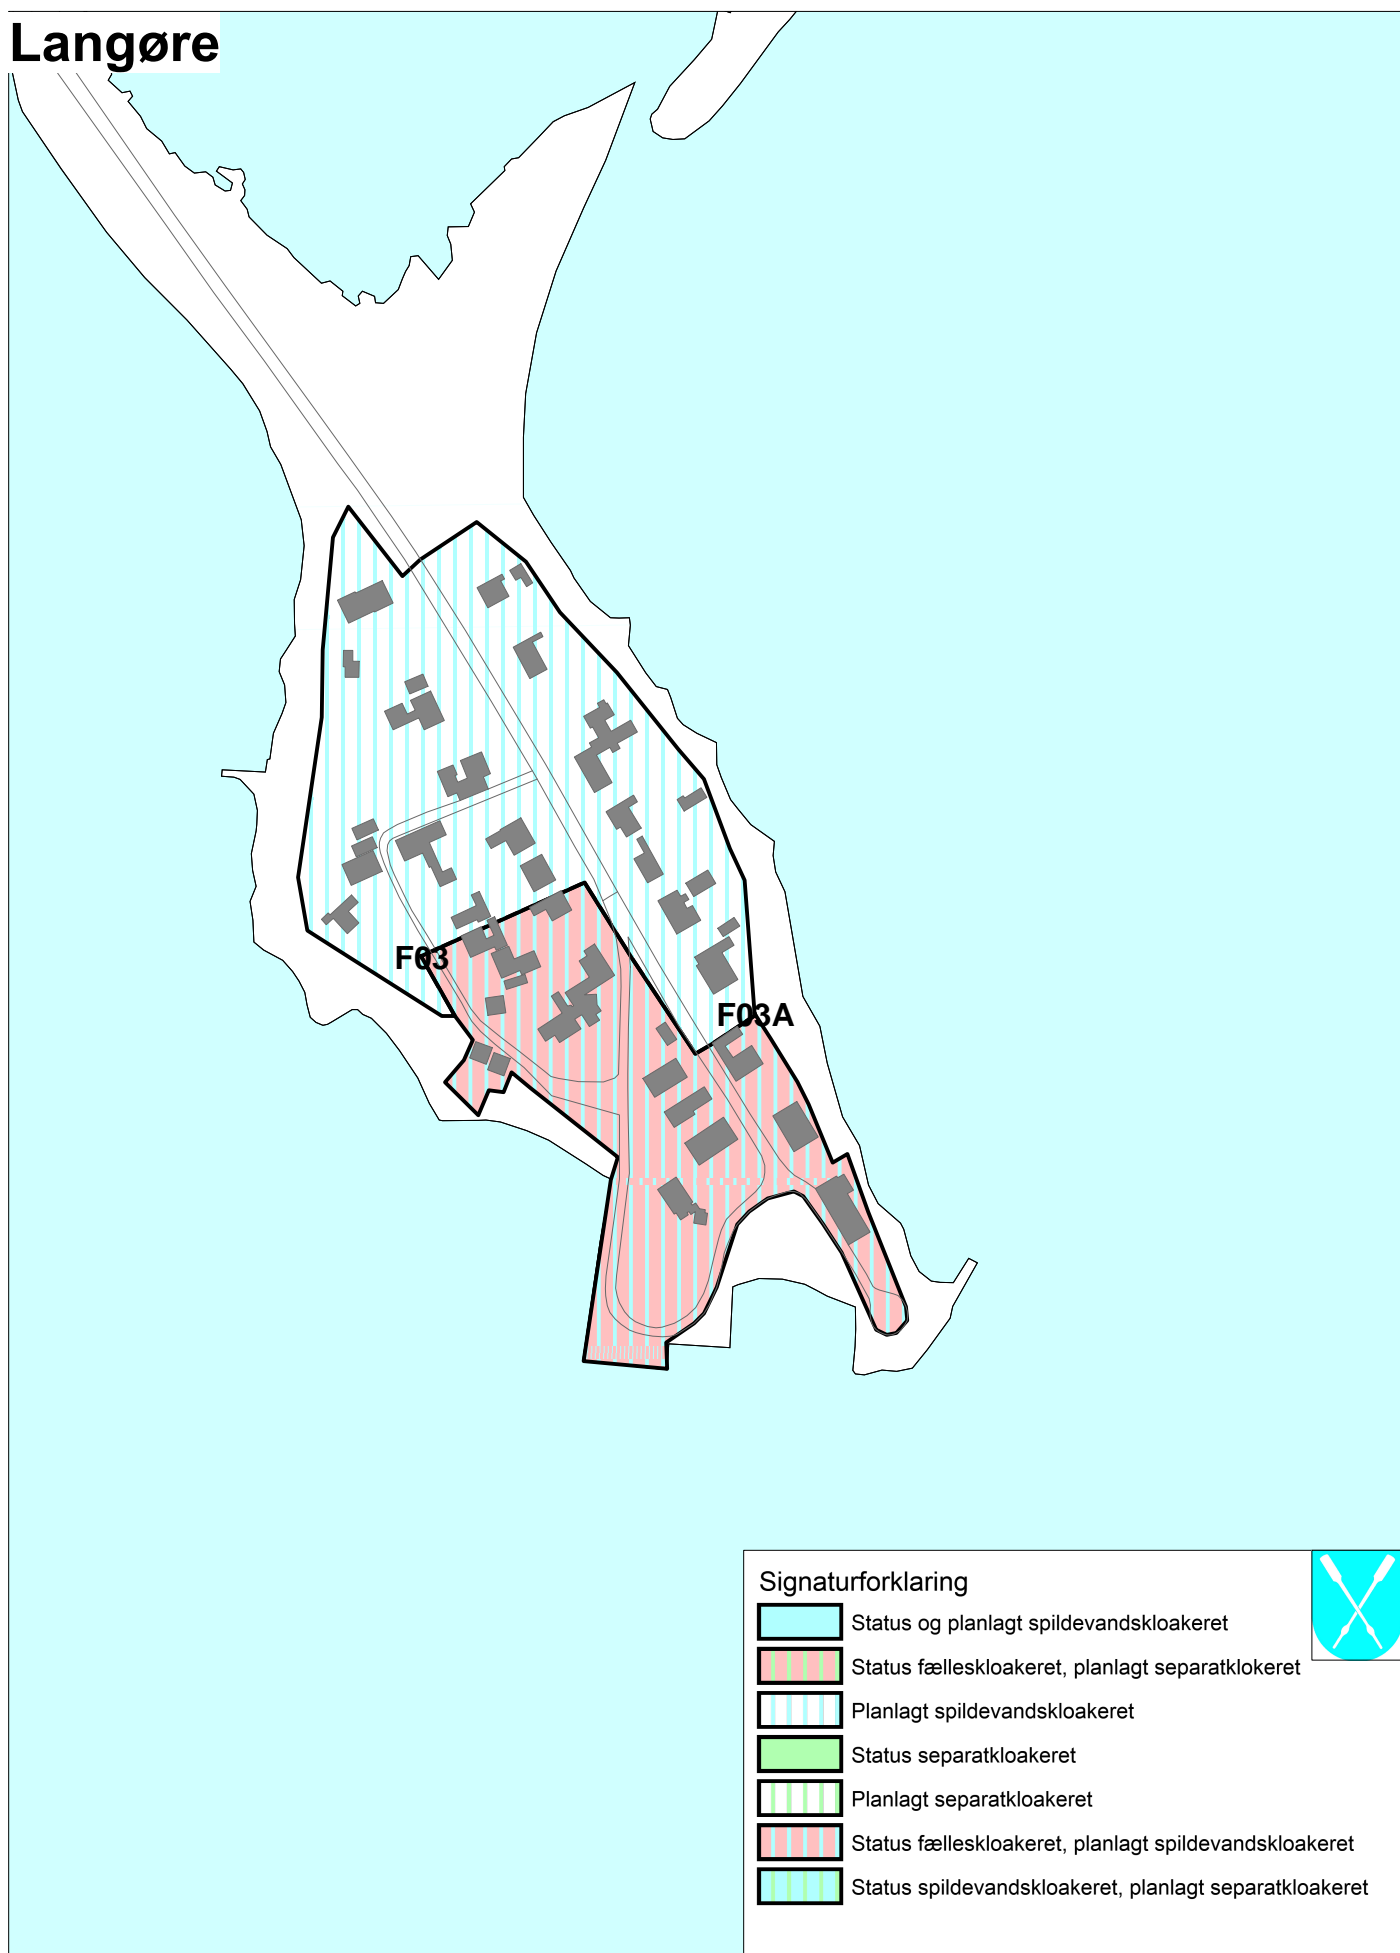 Langøre
F03
F03A
Signaturforklaring
Status og planlagt spildevandskloakeret
Status fælleskloakeret, planlagt separatklokeret
Planlagt spildevandskloakeret
Status separatkloakeret
Planlagt separatkloakeret
Status fælleskloakeret, planlagt spildevandskloakeret
Status spildevandskloakeret, planlagt separatkloakeret